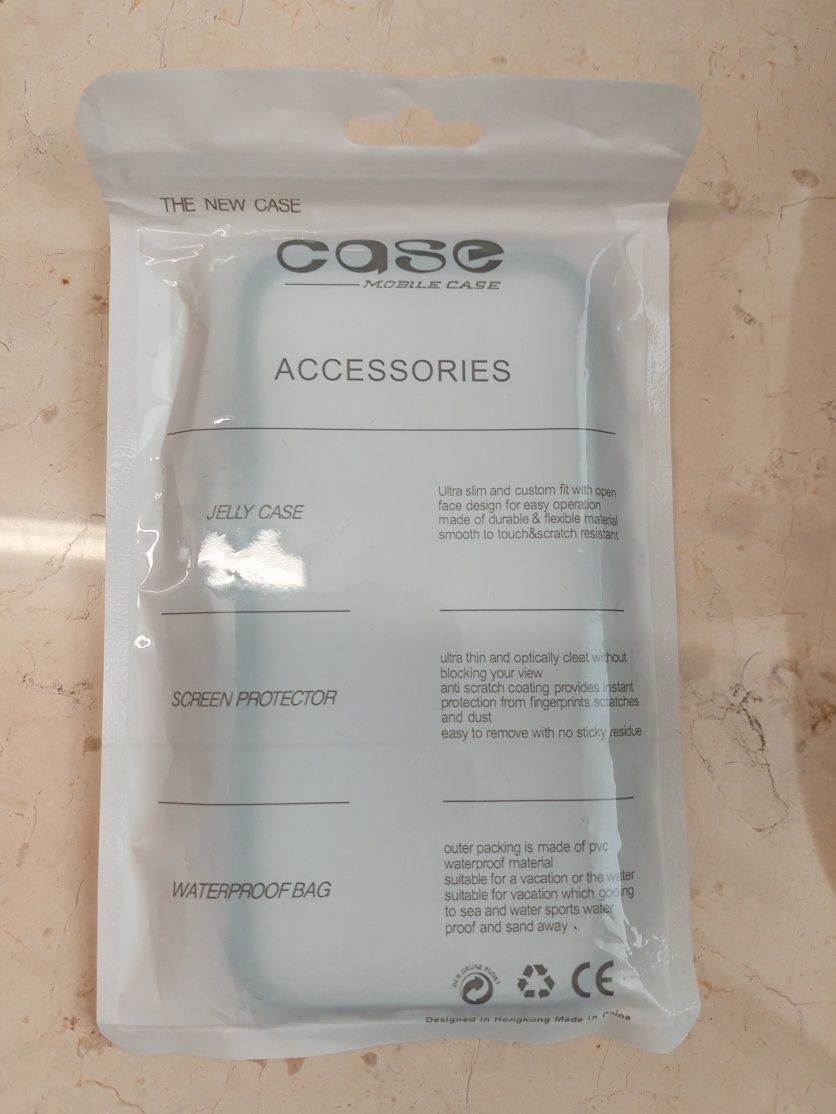 THE NEW CASE
case
MOBILE CASE
ACCESSORIES
JELLY CASE
Ultra slim and custom fit with open
face design for easy operation
made of durable & flexible material
smooth to touch&scratch resistant
SCREEN PROTECTOR
ultra thin and optically cleat without
blocking your view
anti scratch coating provides instant
protection from fingerprints sctatches
and dust
easy to remove with no sticky residue
WATERPROOF BAG
outer packing is made of pvc
waterproof material
suitable for a vacation or the water
suitable for vacation which gooing
to sea and water sports water
proof and sand away
DER GRÜNE PUNKT
CE
Designed in Hongkong Made in China